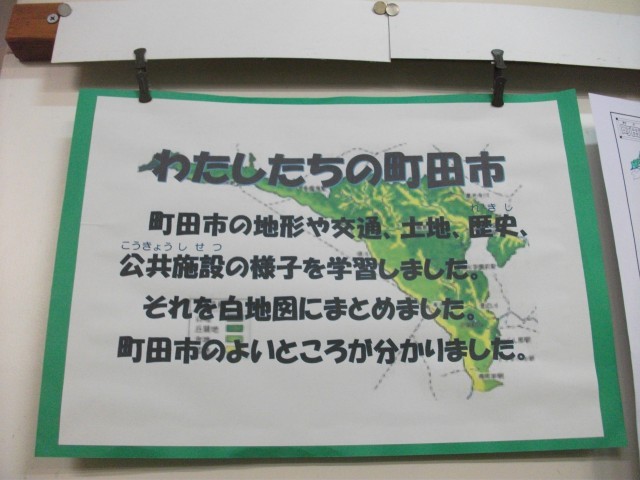 わたしたちの町田市
町田市の地形や交通、土地、歴史、
こうきょうしせつ
公共施設の様子を学習しました。
それを白地図にまとめました。
町田市のよいところが分かりました。